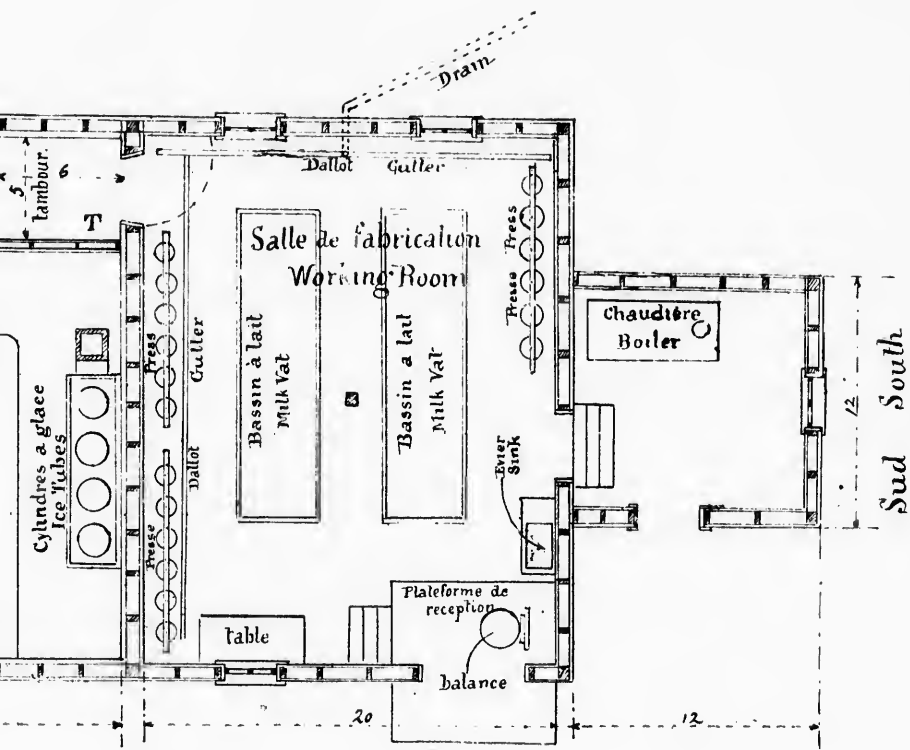 Drain
Dallot Gutter
5
6
tambour.
T
Salle de fabrication
Working Room
Press
Gutter
Press
Presse
Chaudière
Boiler
Bassin à lait
Milk Vat
Bassin a lait
Milk Vat
12
Sud South
Cylindres a glace
Ice Tubes
Dallot
Presse
Evier
Sink
Plateforme de
reception
table
balance
20
12